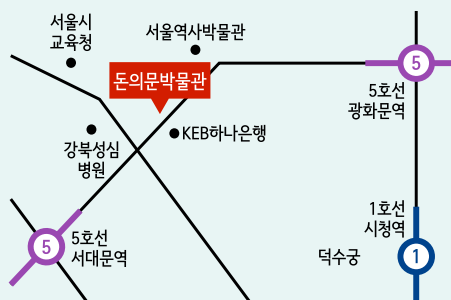 서울시
교육청
서울역사박물관
돈의문박물관
5
5호선
광화문역
KEB하나은행
강북성심
병원
1호선
시청역
5
5호선
서대문역
덕수궁
1